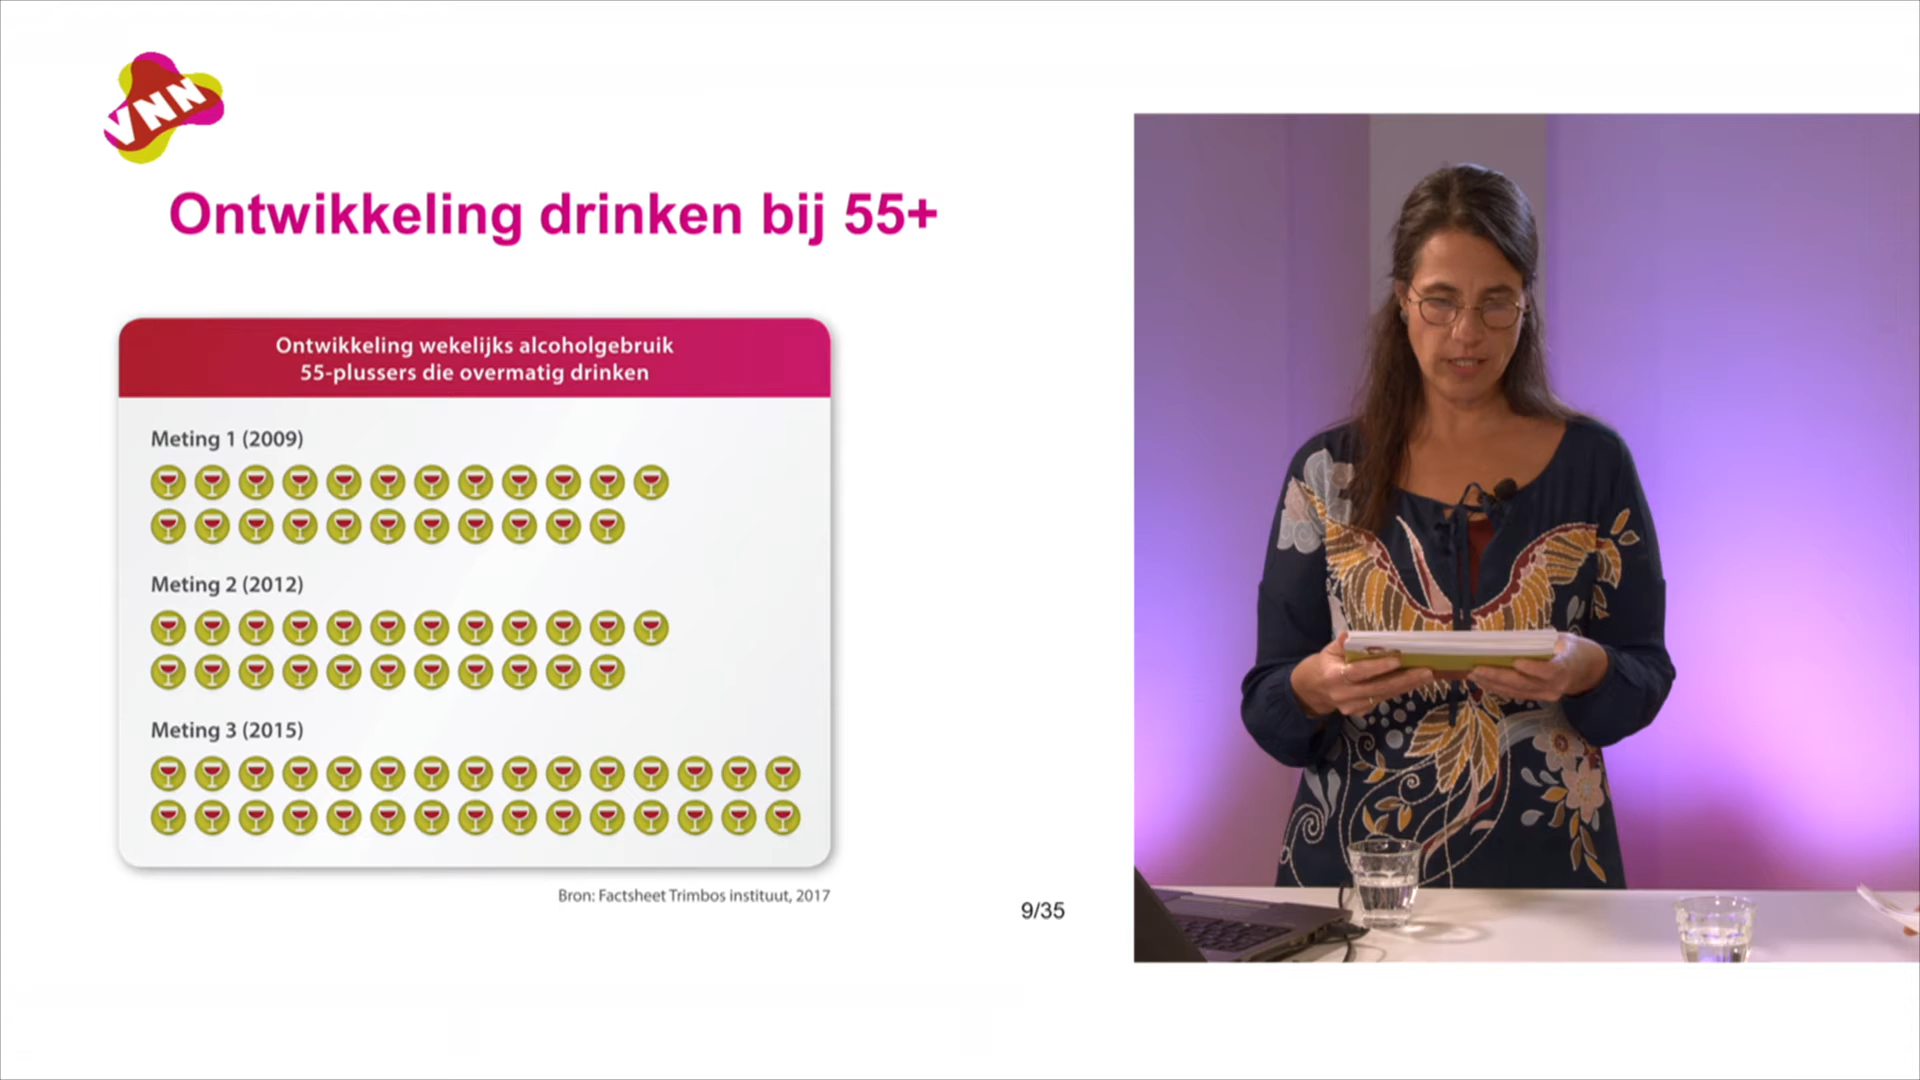 VNN
Ontwikkeling drinken bij 55+
Ontwikkeling wekelijks alcoholgebruik
55-plussers die overmatig drinken
Meting 1 (2009)
Meting 2 (2012)
Meting 3 (2015)
Bron: Factsheet Trimbos instituut, 2017
9/35